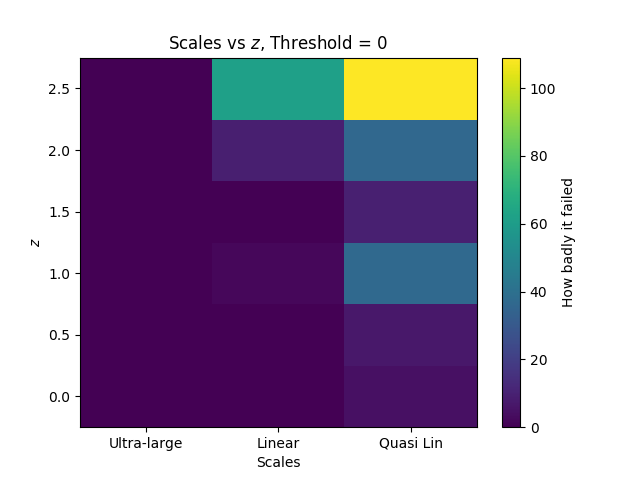 Scales vs z, Threshold = 0
2.5
2.0
1.5
1.0
0.5
0.0
z
Ultra-large Linear Quasi Lin
Scales
100
80
60
40
20
0
How badly it failed